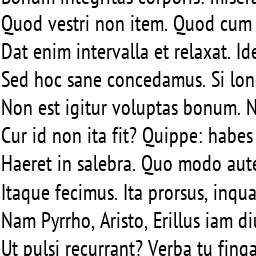 Bonum integritas corporis: misera
Quod vestri non item. Quod cum
Dat enim intervalla et relaxat. Ide
Sed hoc sane concedamus. Si lon
Non est igitur voluptas bonum. N
Cur id non ita fit? Quippe: habes
Haeret in salebra. Quo modo aute
Itaque fecimus. Ita prorsus, inqua
Nam Pyrrho, Aristo, Erillus iam diu
Ut pulsi recurrant? Verba tu finga